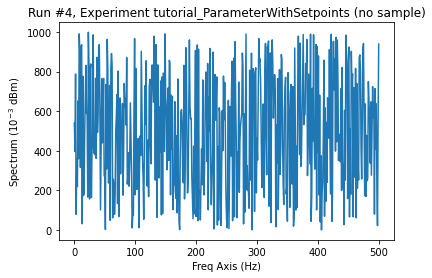 Run #4, Experiment tutorial_ParameterWithSetpoints (no sample)
Spectrum (10⁻³ dBm)
1000
800
600
400
200
0
0 100 200 300 400 500
Freq Axis (Hz)